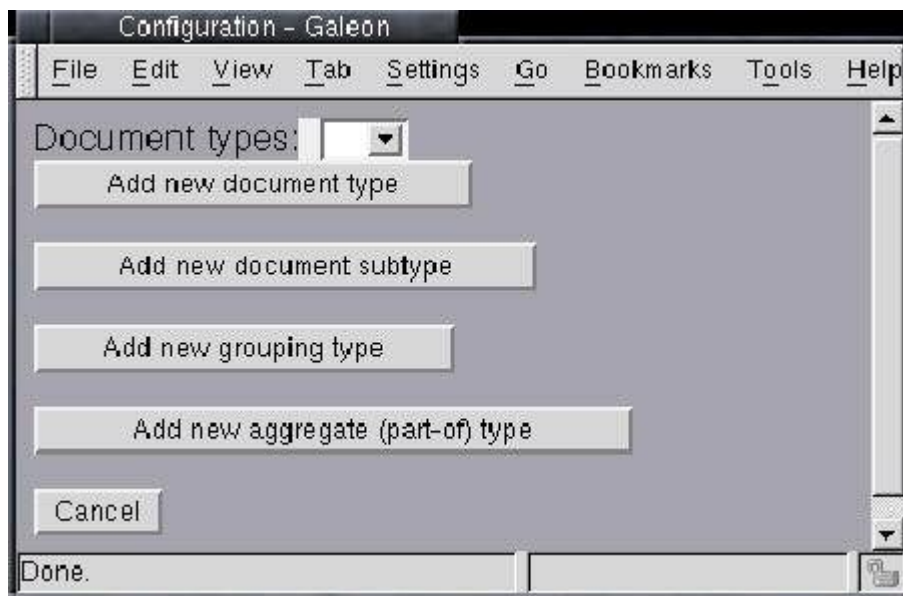 Configuration - Galeon
File Edit View Tab Settings Go Bookmarks Tools Help
Document types:
Add new document type
Add new document subtype
Add new grouping type
Add new aggregate (part-of) type
Cancel
Done.